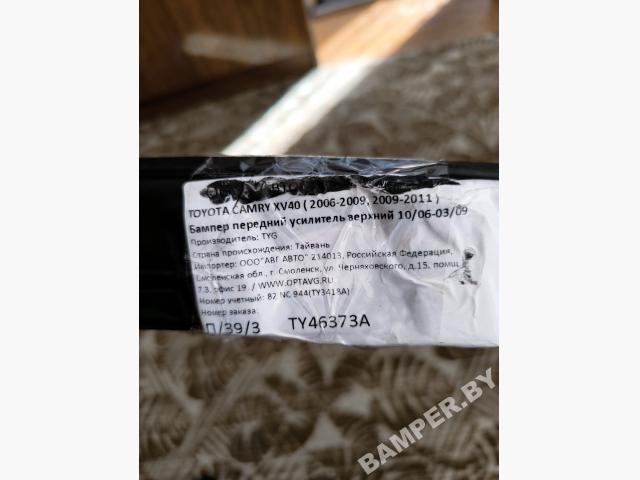 TOYOTA CAMRY XV40 ( 2006-2009, 2009-2011 )
Бампер передний усилитель верхний 10/06-03/09
Производитель: TYG
Страна происхождения: Тайвань
Импортер: ООО"АВГ АВТО" 214013, Российская Федерация,
Смоленская обл., г. Смоленск, ул. Черняховского, д.15, помщ
7.3, офис 19. / WWW.OPTAVG.RU
Номер учетный: 82 NC 944(TY3413A)
Номер заказа:
П/39/3 TY46373A
BAMPER.BY